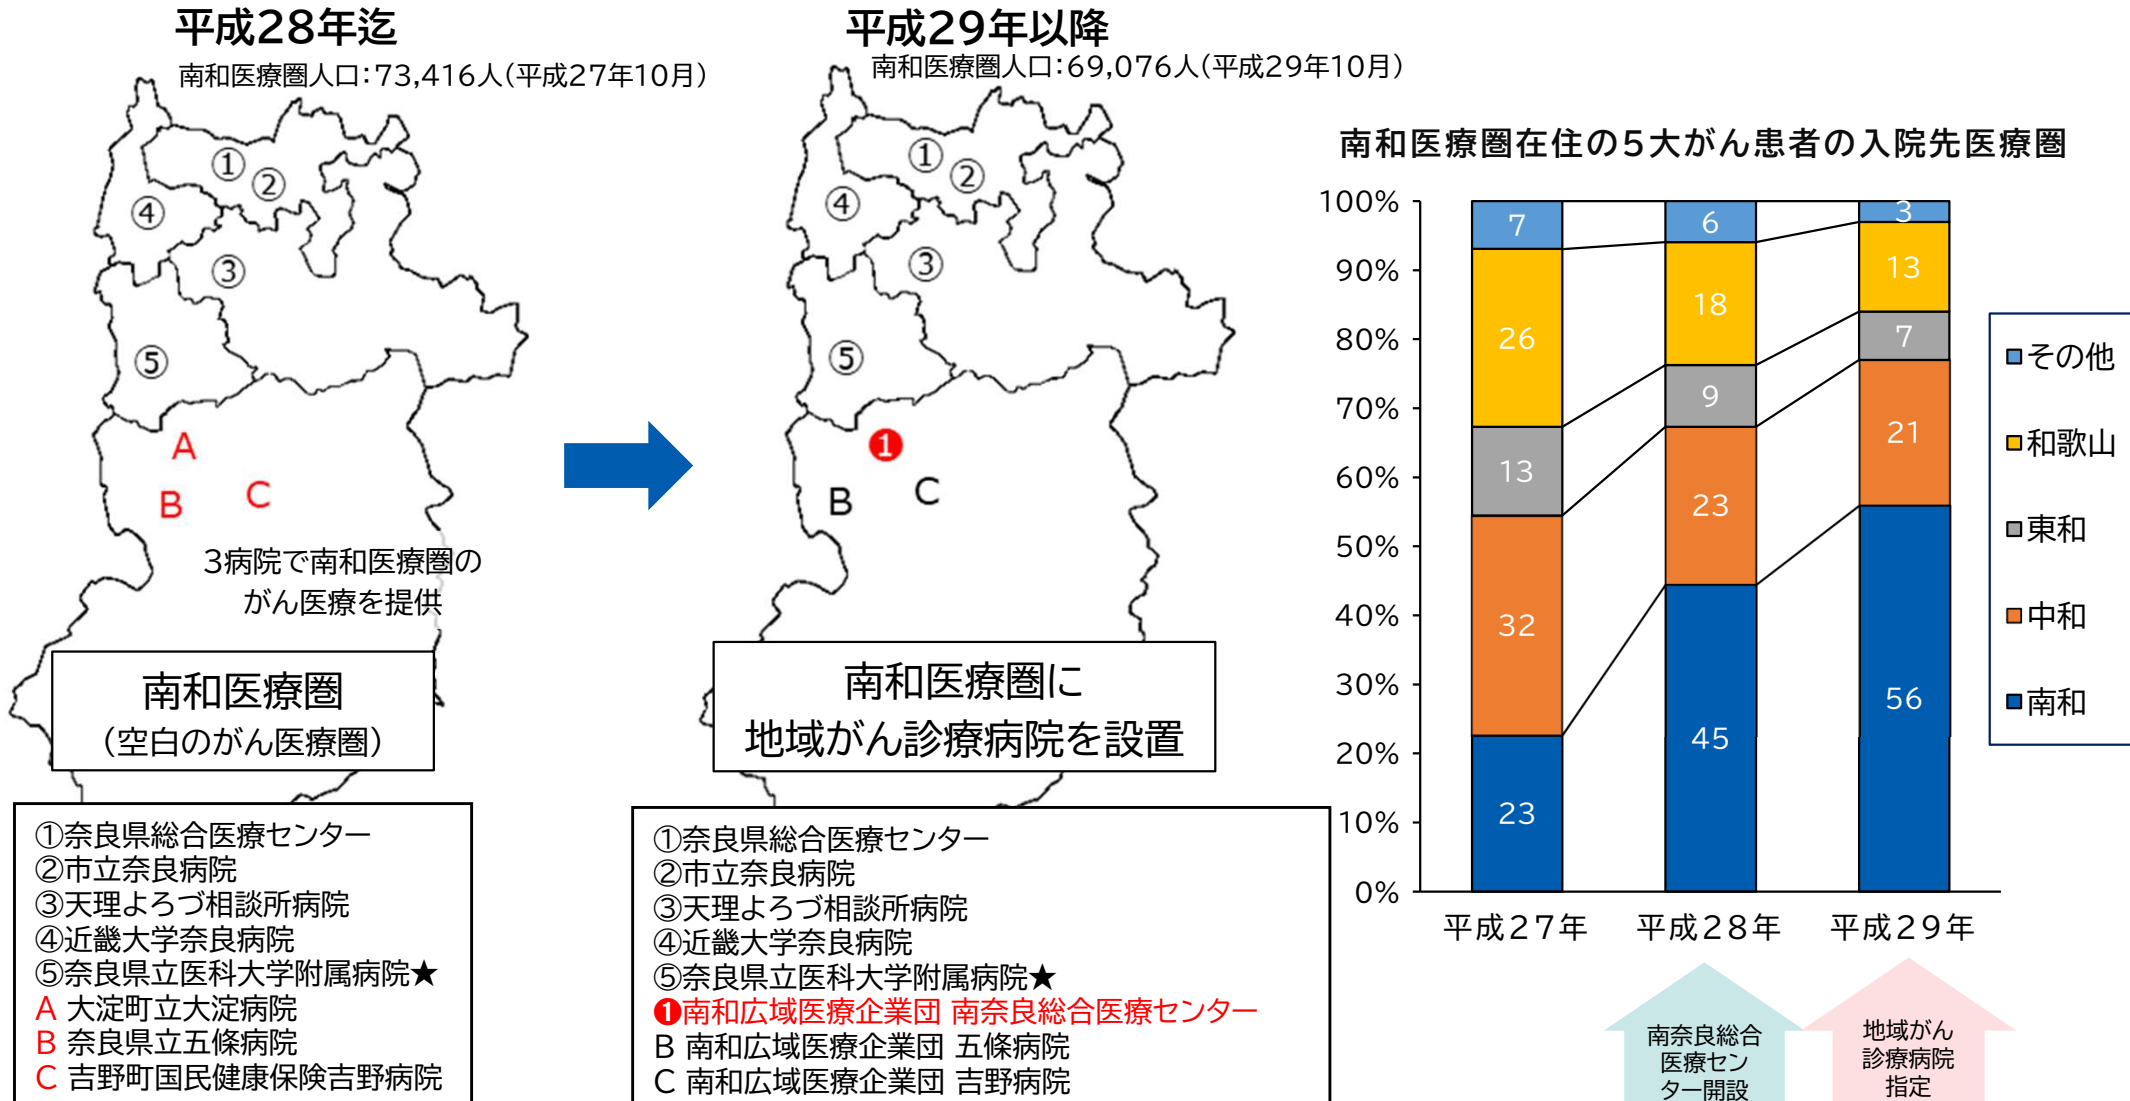 平成28年迄
南和医療圏人口：73,416人（平成27年10月）
①
②
④
③
⑤
A
B
C
3病院で南和医療圏の
がん医療を提供
南和医療圏
（空白のがん医療圏）
①奈良県総合医療センター
②市立奈良病院
③天理よろづ相談所病院
④近畿大学奈良病院
⑤奈良県立医科大学附属病院★
A 大淀町立大淀病院
B 奈良県立五條病院
C 吉野町国民健康保険吉野病院
平成29年以降
南和医療圏人口：69,076人（平成29年10月）
①
②
④
③
⑤
❶
B
C
南和医療圏に
地域がん診療病院を設置
①奈良県総合医療センター
②市立奈良病院
③天理よろづ相談所病院
④近畿大学奈良病院
⑤奈良県立医科大学附属病院★
❶南和広域医療企業団 南奈良総合医療センター
B 南和広域医療企業団 五條病院
C 南和広域医療企業団 吉野病院
南和医療圏在住の5大がん患者の入院先医療圏
100%
90%
80%
70%
60%
50%
40%
30%
20%
10%
0%
7
26
13
32
23
6
18
9
23
45
3
13
7
21
56
平成27年
平成28年
平成29年
その他
和歌山
東和
中和
南和
南奈良総合
医療セン
ター開設
地域がん
診療病院
指定